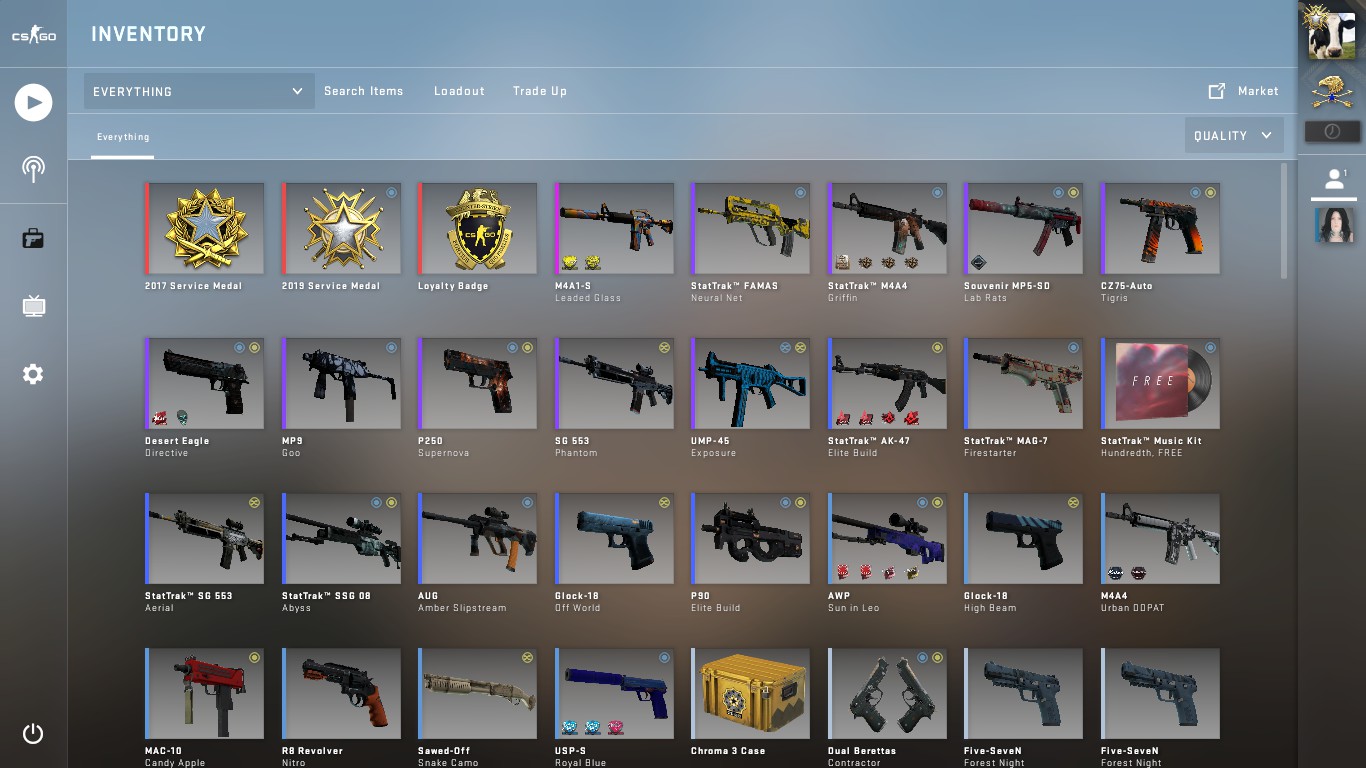 CS GO
INVENTORY
EVERYTHING
Search Items
Loadout
Trade Up
Market
Everything
QUALITY
1
2017 Service Medal
2019 Service Medal
Loyalty Badge
M4A1-S
Leaded Glass
StatTrak™ FAMAS
Neural Net
StatTrak™ M4A4
Griffin
Souvenir MP5-SD
Lab Rats
CZ75-Auto
Tigris
FREE
Desert Eagle
Directive
MP9
Goo
P250
Supernova
SG 553
Phantom
UMP-45
Exposure
StatTrak™ AK-47
Elite Build
StatTrak™ MAG-7
Firestarter
StatTrak™ Music Kit
Hundredth, FREE
StatTrak™ SG 553
Aerial
StatTrak™ SSG 08
Abyss
AUG
Amber Slipstream
Glock-18
Off World
P90
Elite Build
AWP
Sun in Leo
Glock-18
High Beam
M4A4
Urban DDPAT
MAC-10
Candy Apple
R8 Revolver
Nitro
Sawed-Off
Snake Camo
USP-S
Royal Blue
Chroma 3 Case
Dual Berettas
Contractor
Five-SeveN
Forest Night
Five-SeveN
Forest Night